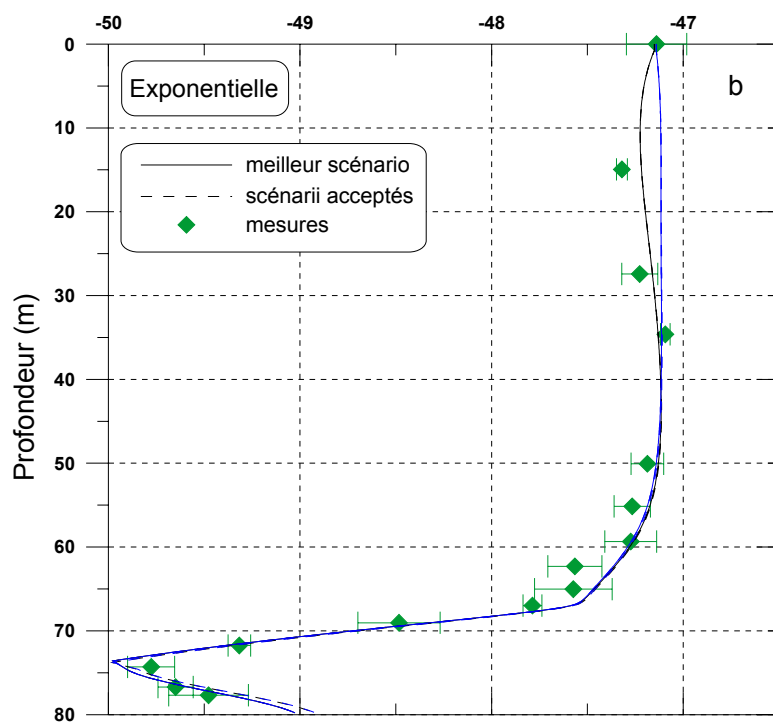 -50 -49 -48 -47
0
Exponentielle
b
10
meilleur scénario
scénarii acceptés
mesures
20
30
Profondeur (m)
40
50
60
70
80